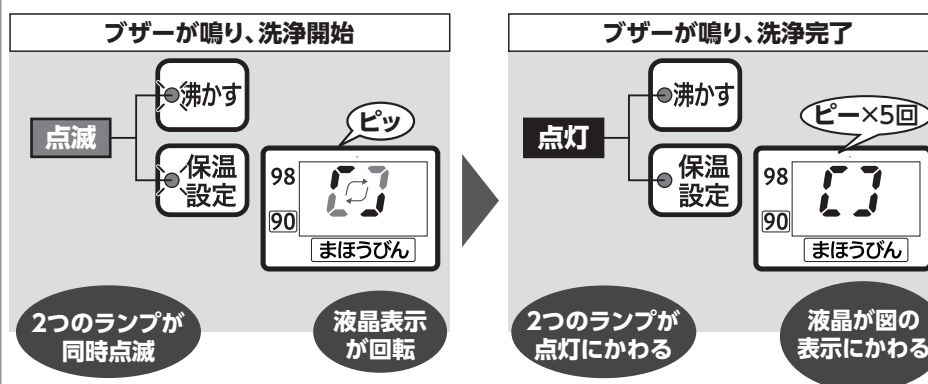 ブザーが鳴り、洗浄開始
点滅
沸かす
保温
設定
ピッ
98
90
まほうびん
2つのランプが
同時点滅
液晶表示
が回転
ブザーが鳴り、洗浄完了
点灯
沸かす
保温
設定
ピー×5回
98
90
まほうびん
2つのランプが
点灯にかわる
液晶が図の
表示にかわる